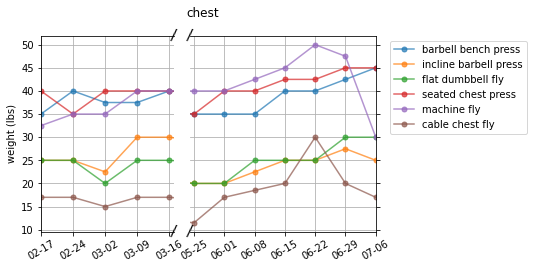 chest
weight (lbs)
50
45
40
35
30
25
20
15
10
02-17 02-24 03-02 03-09 03-16 05-25 06-01 06-08 06-15 06-22 06-29 07-06
barbell bench press
incline barbell press
flat dumbbell fly
seated chest press
machine fly
cable chest fly